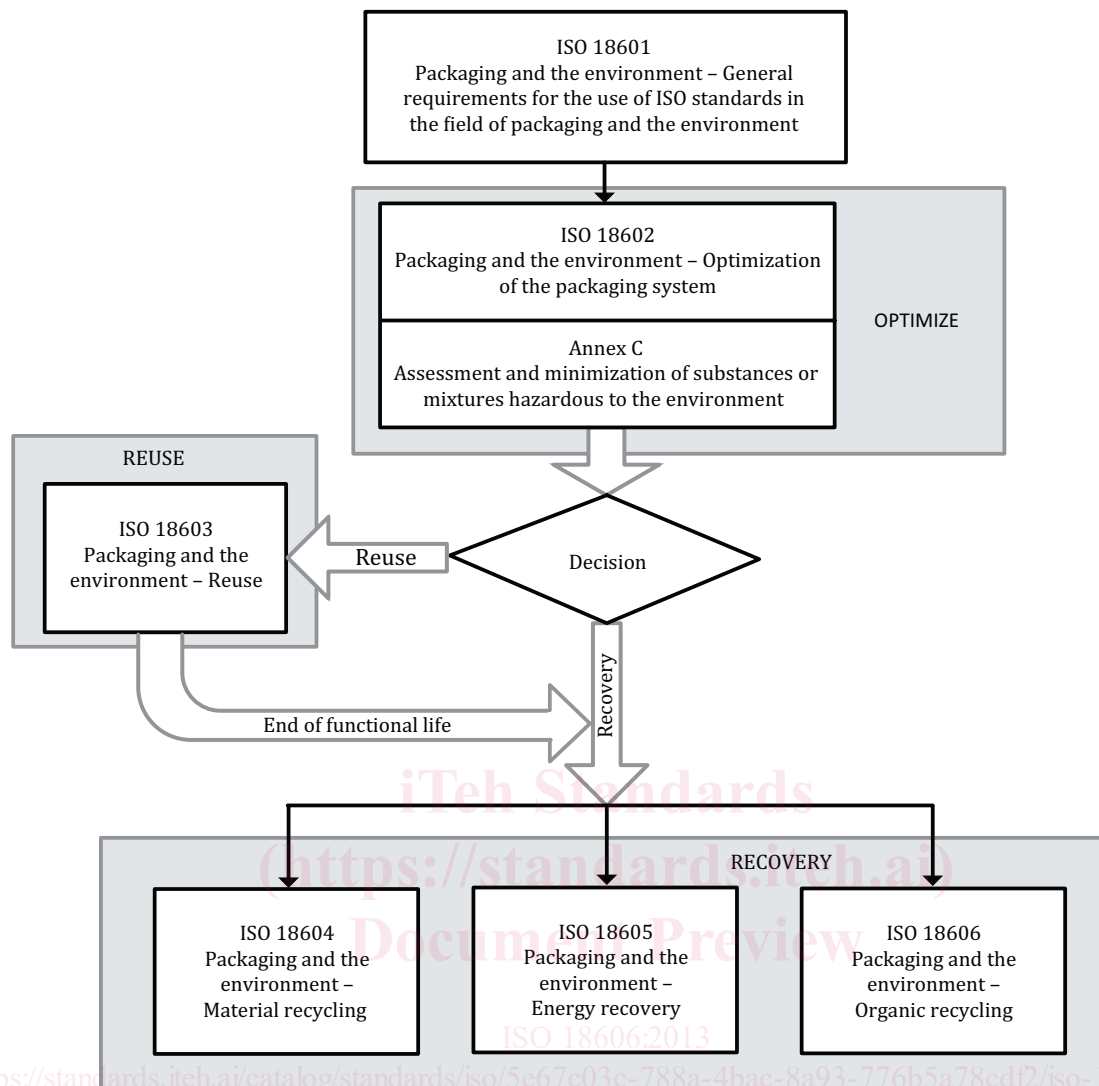 ISO 18601
Packaging and the environment – General
requirements for the use of ISO standards in
the field of packaging and the environment
ISO 18602
Packaging and the environment – Optimization
of the packaging system
OPTIMIZE
Annex C
Assessment and minimization of substances or
mixtures hazardous to the environment
REUSE
ISO 18603
Packaging and the
environment – Reuse
Reuse
Decision
Recovery
End of functional life
iTeh Standards
(https://standards.iteh.ai)
Document Preview
RECOVERY
ISO 18604
Packaging and the
environment –
Material recycling
ISO 18605
Packaging and the
environment –
Energy recovery
ISO 18606
Packaging and the
environment –
Organic recycling
ISO 18606:2013
ps://standards.iteh.ai/catalog/standards/iso/5e67c03c-788a-4bac-8a93-776b5a78cdf2/iso-